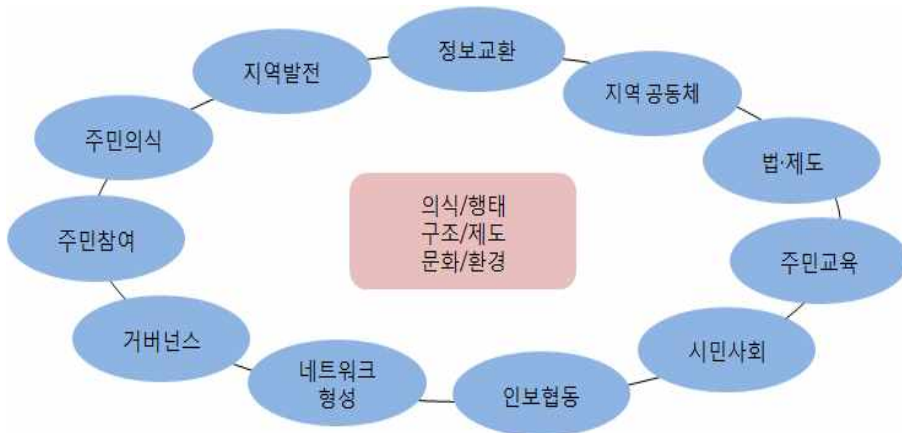 정보교환
지역발전
지역 공동체
주민의식
법·제도
의식/행태
구조/제도
문화/환경
주민참여
주민교육
거버넌스
시민사회
네트워크
형성
인보협동